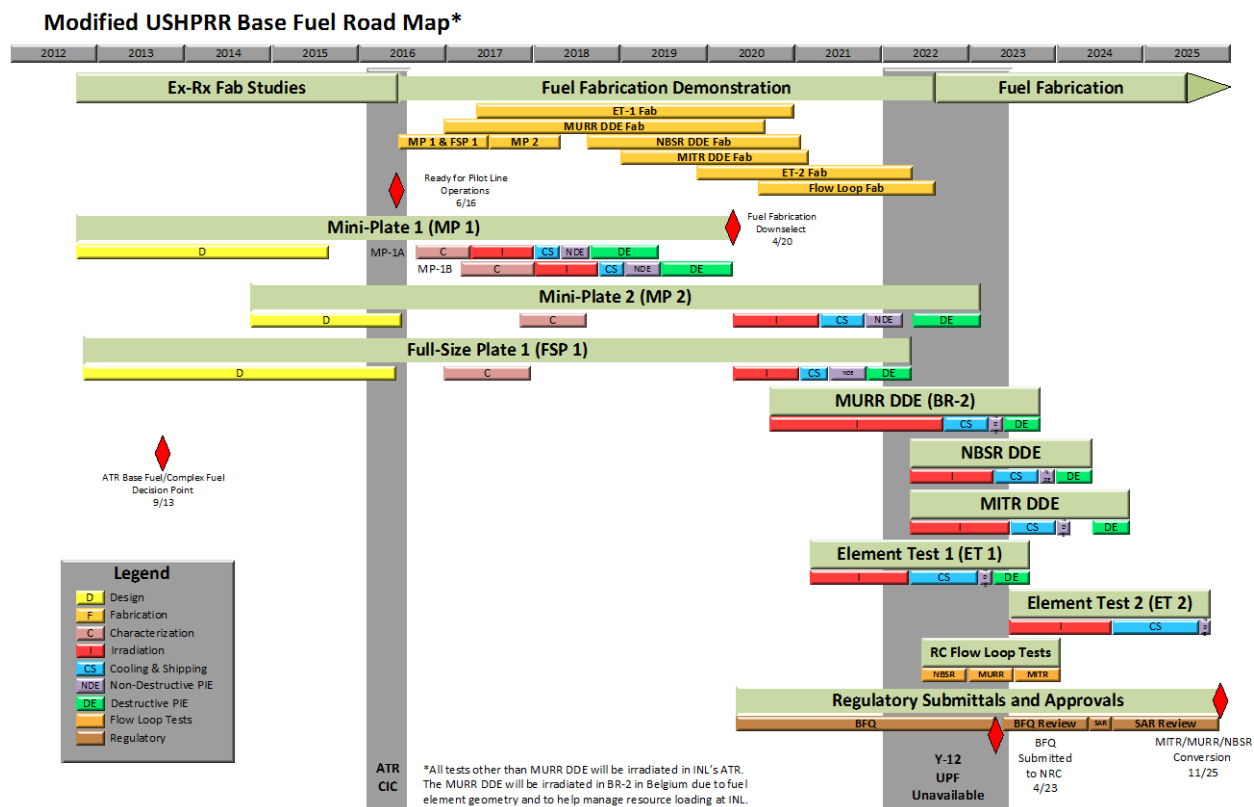 Modified USHPRR Base Fuel Road Map*
2012 2013 2014 2015 2016 2017 2018 2019 2020 2021 2022 2023 2024 2025
Ex-Rx Fab Studies Fuel Fabrication Demonstration Fuel Fabrication
ET-1 Fab
MURR DDE Fab
MP 1 & FSP 1 MP 2 NBSR DDE Fab
MITR DDE Fab
ET-2 Fab
Flow Loop Fab
Ready for Pilot Line
Operations
6/16
Mini-Plate 1 (MP 1)
Fuel Fabrication
Downselect
4/20
D MP-1A C I CS NDE DE
MP-1B C I CS NDE DE
Mini-Plate 2 (MP 2)
D C I CS NDE DE
Full-Size Plate 1 (FSP 1)
D C I CS NDE DE
MURR DDE (BR-2)
I CS DE
NBSR DDE
I CS DE
ATR Base Fuel/Complex Fuel
Decision Point
9/13
MITR DDE
I CS DE
Element Test 1 (ET 1)
I CS DE
Element Test 2 (ET 2)
I CS
RC Flow Loop Tests
NBSR MURR MITR
Regulatory Submittals and Approvals
BFQ BFQ Review SAR SAR Review
BFQ
Submitted
to NRC
4/23
MITR/MURR/NBSR
Conversion
11/25
Legend
D Design
F Fabrication
C Characterization
I Irradiation
CS Cooling & Shipping
NDE Non-Destructive PIE
DE Destructive PIE
Flow Loop Tests
Regulatory
ATR
CIC
*All tests other than MURR DDE will be irradiated in INL's ATR.
The MURR DDE will be irradiated in BR-2 in Belgium due to fuel
element geometry and to help manage resource loading at INL.
Y-12
UPF
Unavailable